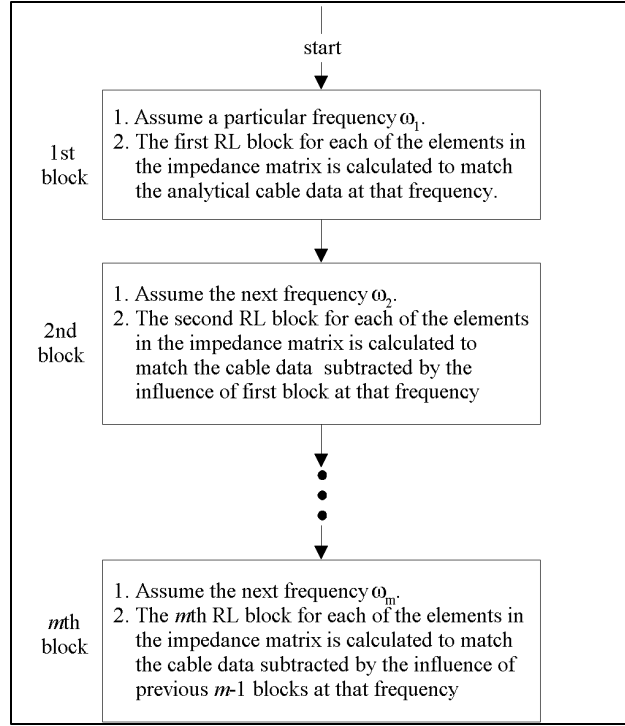 start
1st
block
1. Assume a particular frequency ω₁.
2. The first RL block for each of the elements in
the impedance matrix is calculated to match
the analytical cable data at that frequency.
2nd
block
1. Assume the next frequency ω₂.
2. The second RL block for each of the elements
in the impedance matrix is calculated to
match the cable data subtracted by the
influence of first block at that frequency
mth
block
1. Assume the next frequency ωₘ.
2. The mth RL block for each of the elements in
the impedance matrix is calculated to match
the cable data subtracted by the influence of
previous m-1 blocks at that frequency